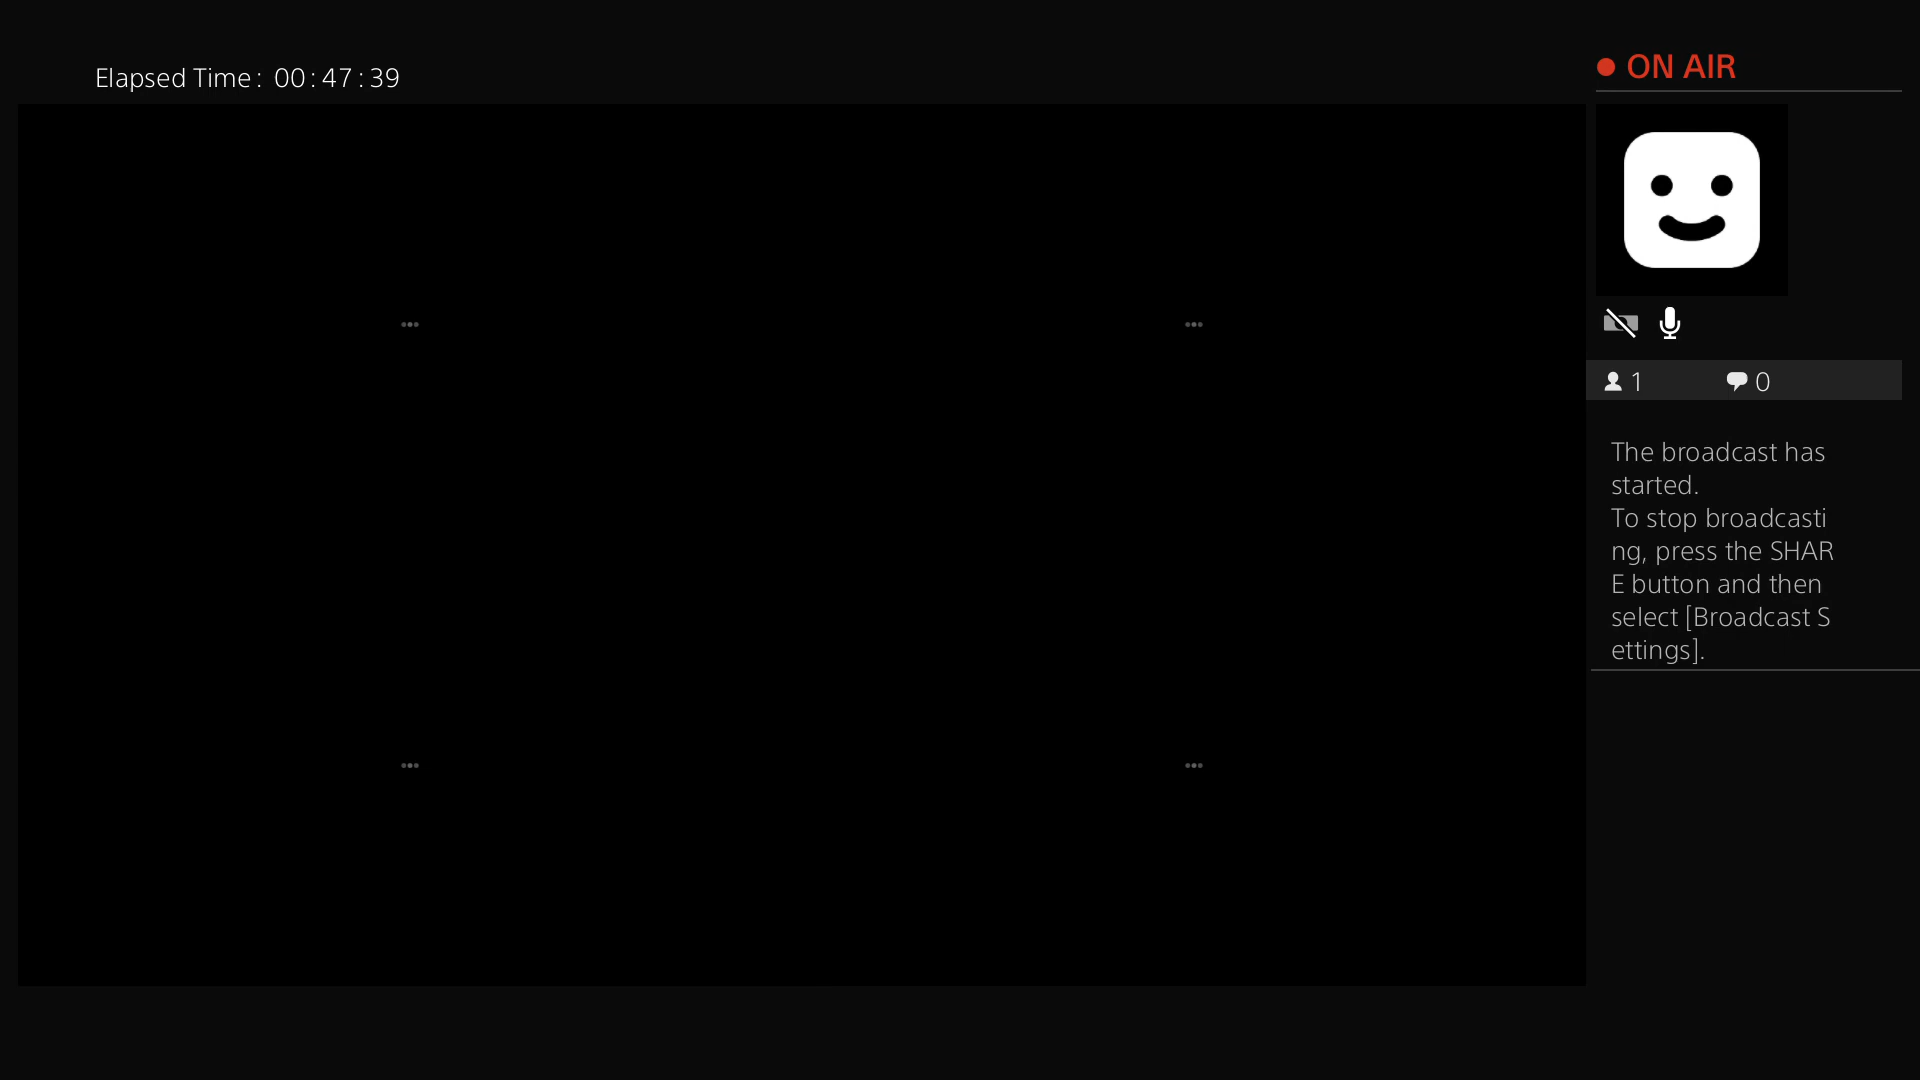 Elapsed Time: 00:47:39
ON AIR
1 0
The broadcast has
started.
To stop broadcasti
ng, press the SHAR
E button and then
select [Broadcast S
ettings].